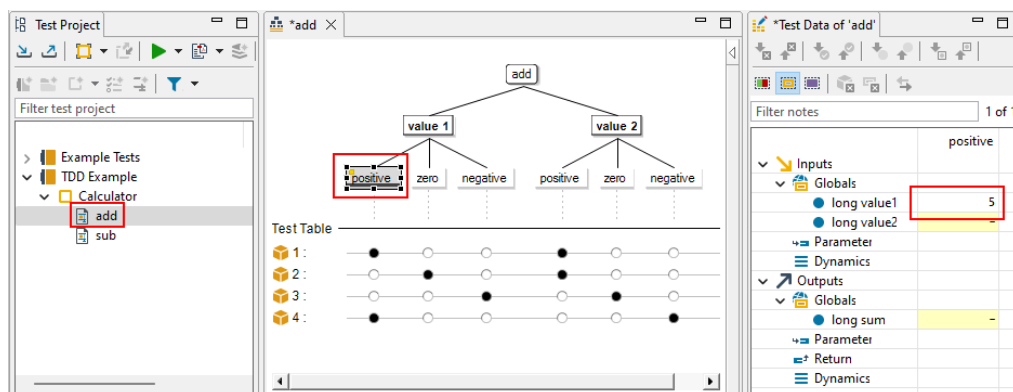 Test Project
Filter test project
Example Tests
TDD Example
Calculator
add
sub
*add
add
value 1
value 2
positive
zero
negative
positive
zero
negative
Test Table
1 :
2 :
3 :
4 :
*Test Data of 'add'
Filter notes
1 of 1
positive
Inputs
Globals
long value1 5
long value2 -
Parameter
Dynamics
Outputs
Globals
long sum -
Parameter
Return
Dynamics